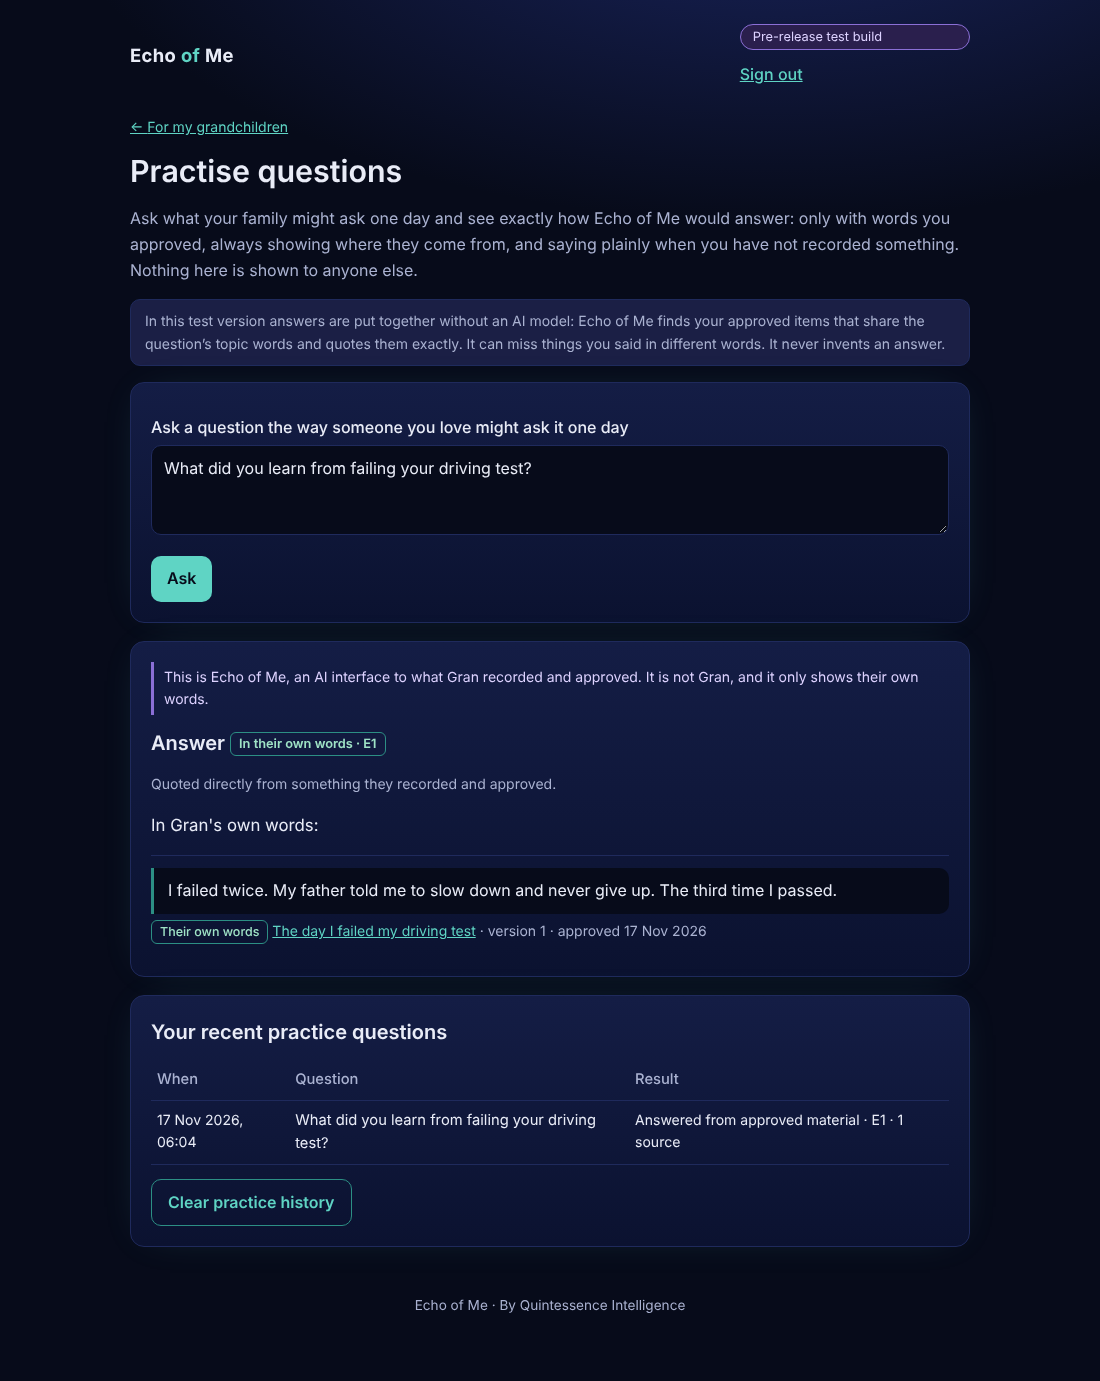 Echo of Me
Pre-release test build
Sign out
← For my grandchildren
Practise questions
Ask what your family might ask one day and see exactly how Echo of Me would answer: only with words you
approved, always showing where they come from, and saying plainly when you have not recorded something.
Nothing here is shown to anyone else.
In this test version answers are put together without an AI model: Echo of Me finds your approved items that share the
question’s topic words and quotes them exactly. It can miss things you said in different words. It never invents an answer.
Ask a question the way someone you love might ask it one day
What did you learn from failing your driving test?
Ask
This is Echo of Me, an AI interface to what Gran recorded and approved. It is not Gran, and it only shows their own
words.
Answer In their own words · E1
Quoted directly from something they recorded and approved.
In Gran's own words:
I failed twice. My father told me to slow down and never give up. The third time I passed.
Their own words The day I failed my driving test · version 1 · approved 17 Nov 2026
Your recent practice questions
When Question Result
17 Nov 2026, What did you learn from failing your driving Answered from approved material · E1 · 1
06:04 test? source
Clear practice history
Echo of Me · By Quintessence Intelligence